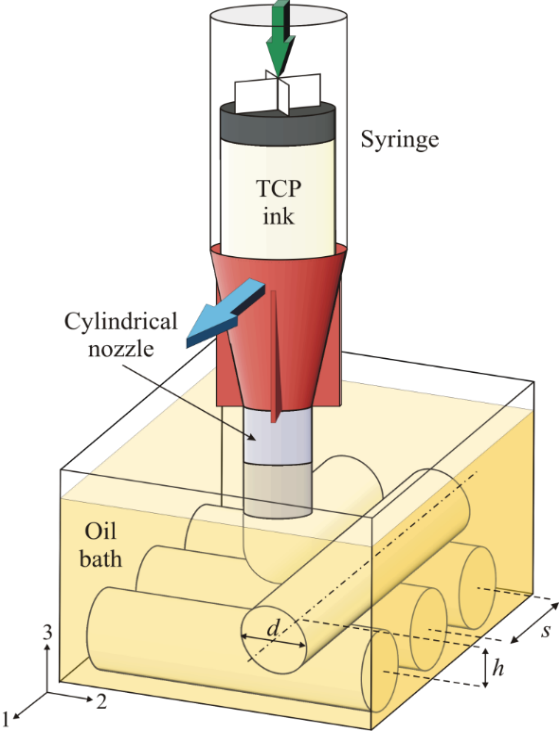 Syringe
TCP
ink
Cylindrical
nozzle
Oil
bath
d
s
h
3
2
1